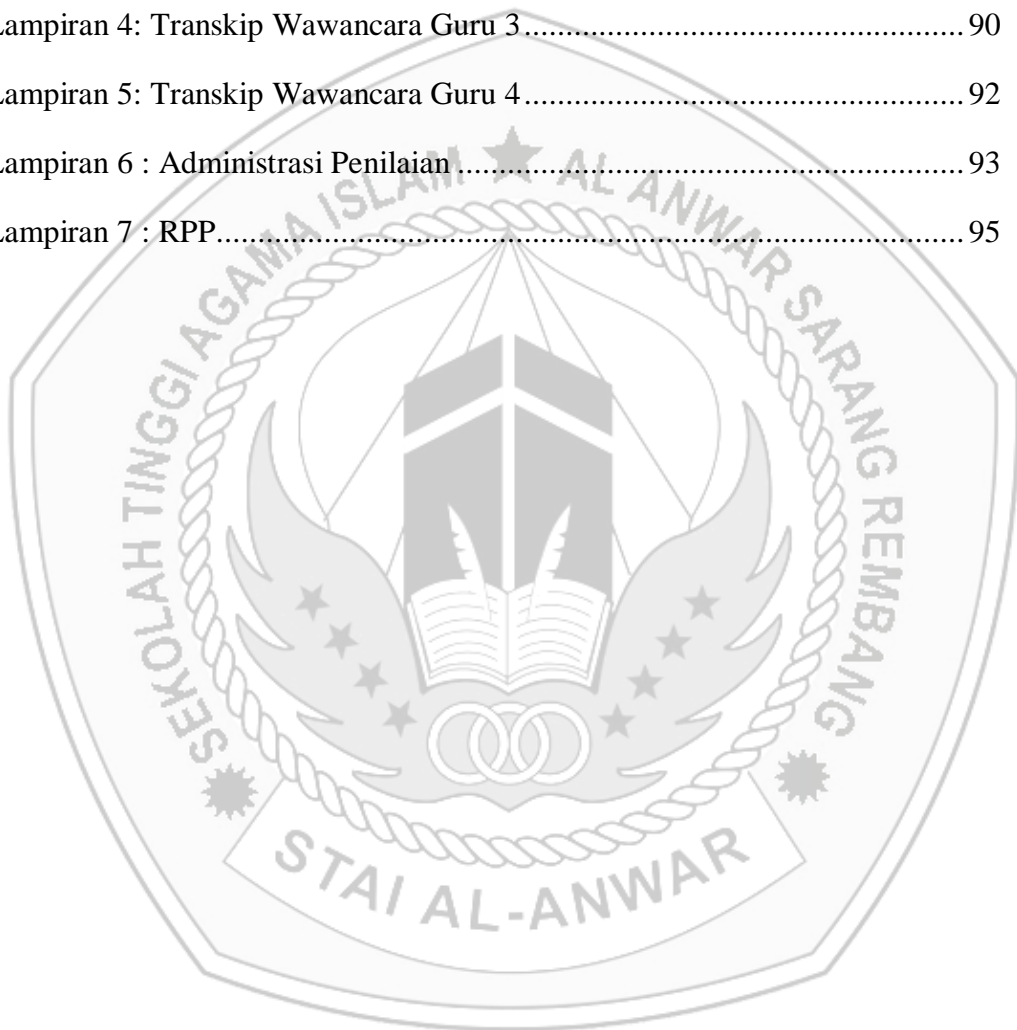 Lampiran 4: Transkip Wawancara Guru 3........................................................ 90
Lampiran 5: Transkip Wawancara Guru 4........................................................ 92
Lampiran 6 : Administrasi Penilaian ................................................................ 93
Lampiran 7 : RPP............................................................................................... 95
SEKOLAH TINGGI AGAMA ISLAM ★ AL ANWAR SARANG REMBANG
STAI AL-ANWAR